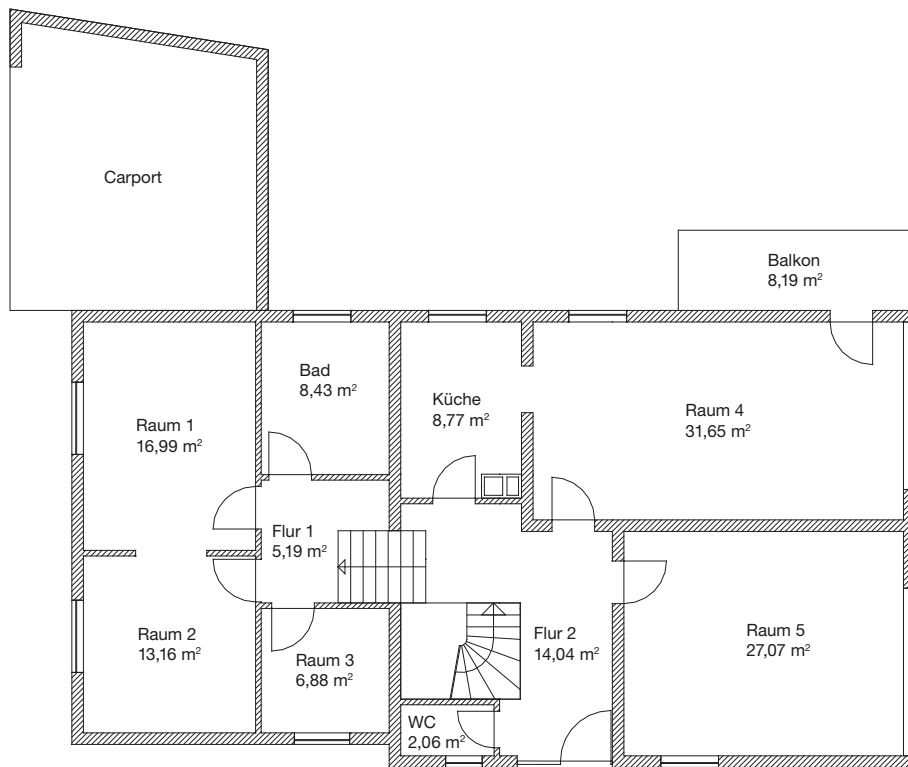 Carport
Balkon
8,19 m²
Bad
8,43 m²
Küche
8,77 m²
Raum 1
16,99 m²
Raum 4
31,65 m²
Flur 1
5,19 m²
Raum 2
13,16 m²
Raum 3
6,88 m²
Flur 2
14,04 m²
Raum 5
27,07 m²
WC
2,06 m²